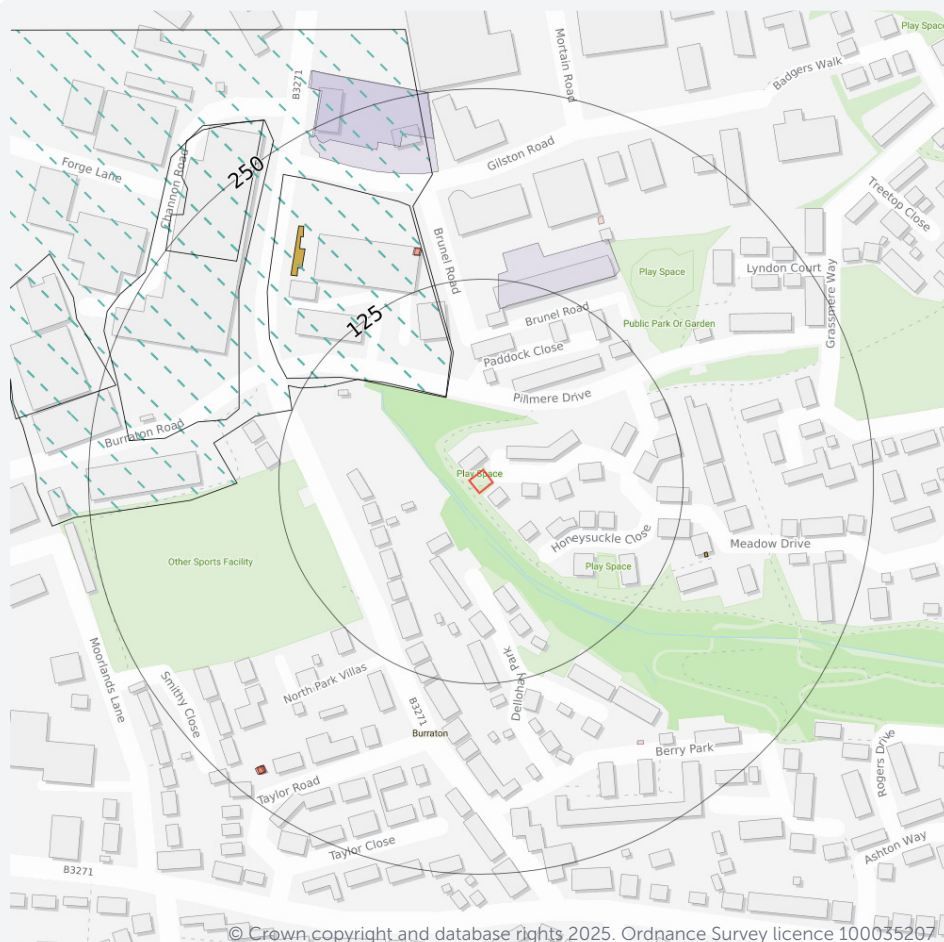 Play Space
Mortain Road
B3271
Badgers Walk
250
Gilston Road
Forge Lane
Channon Road
Treetop Close
Brunel Road
Play Space
Lyndon Court
Grassmere Way
125
Brunel Road
Public Park Or Garden
Paddock Close
Pillmere Drive
Burraton Road
Play Space
Honeysuckle Close
Meadow Drive
Other Sports Facility
Play Space
Moorlands Lane
Smithy Close
North Park Villas
Dellohay Park
B3271
Burraton
Berry Park
Rogers Drive
Taylor Road
Taylor Close
Ashton Way
B3271
© Crown copyright and database rights 2025. Ordnance Survey licence 100035207